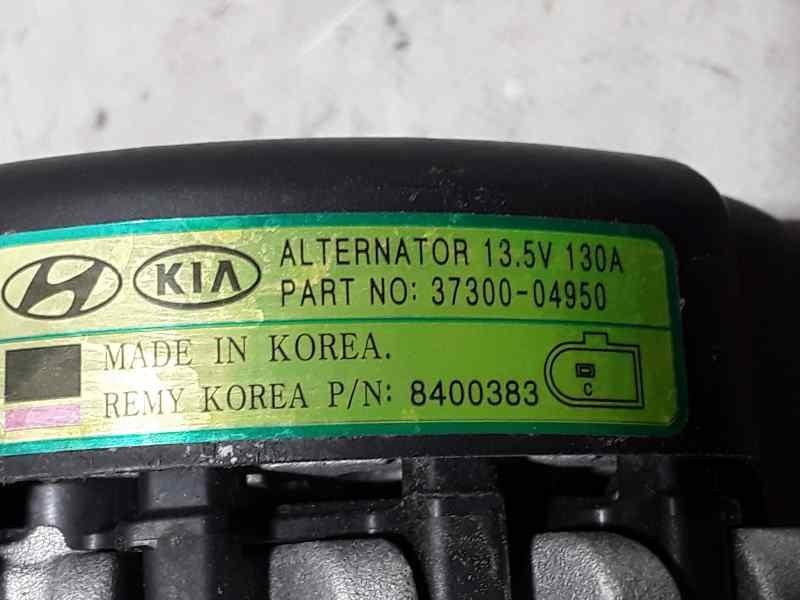 KIA
ALTERNATOR 13.5V 130A
PART NO: 37300-04950
MADE IN KOREA.
REMY KOREA P/N: 8400383
C